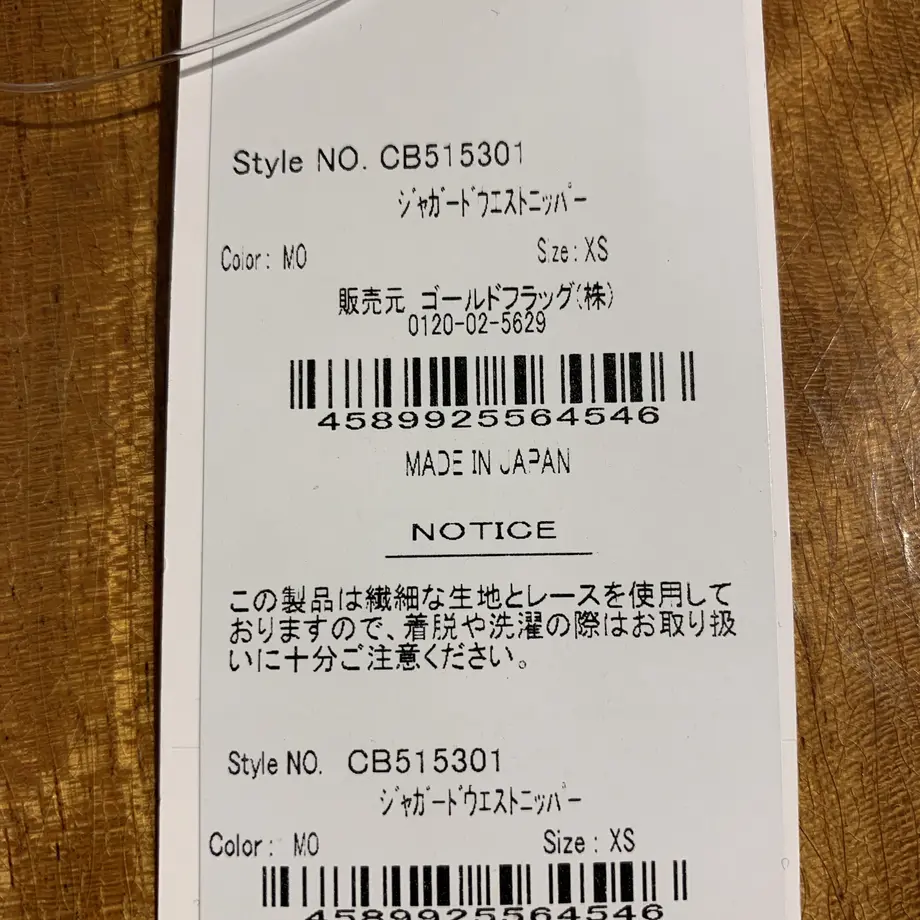 Style NO. CB515301
ジャガードウエストニッパー
Color: MO Size: XS
販売元 ゴールドフラッグ(株)
0120-02-5629
4589925564546
MADE IN JAPAN
NOTICE
この製品は繊細な生地とレースを使用して
おりますので、着脱や洗濯の際はお取り扱
いに十分ご注意ください。
Style NO. CB515301
ジャガードウエストニッパー
Color: MO Size: XS
4589925564546